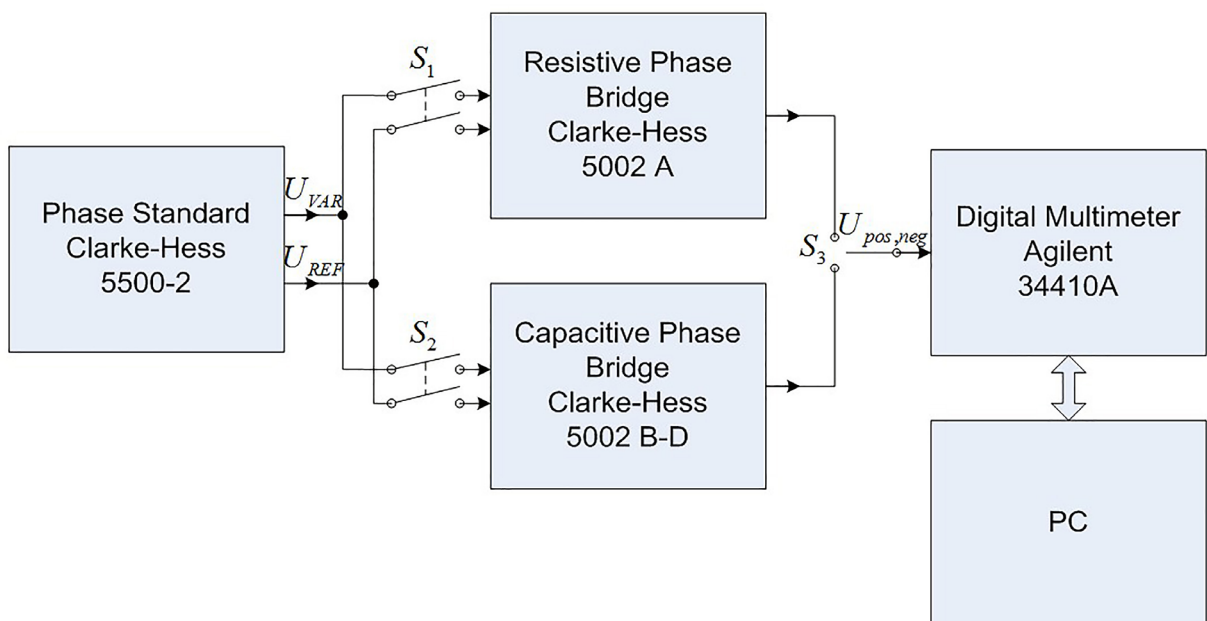 Phase Standard
Clarke-Hess
5500-2
U_VAR
U_REF
S_1
S_2
Resistive Phase
Bridge
Clarke-Hess
5002 A
Capacitive Phase
Bridge
Clarke-Hess
5002 B-D
S_3
U_pos,neg
Digital Multimeter
Agilent
34410A
PC